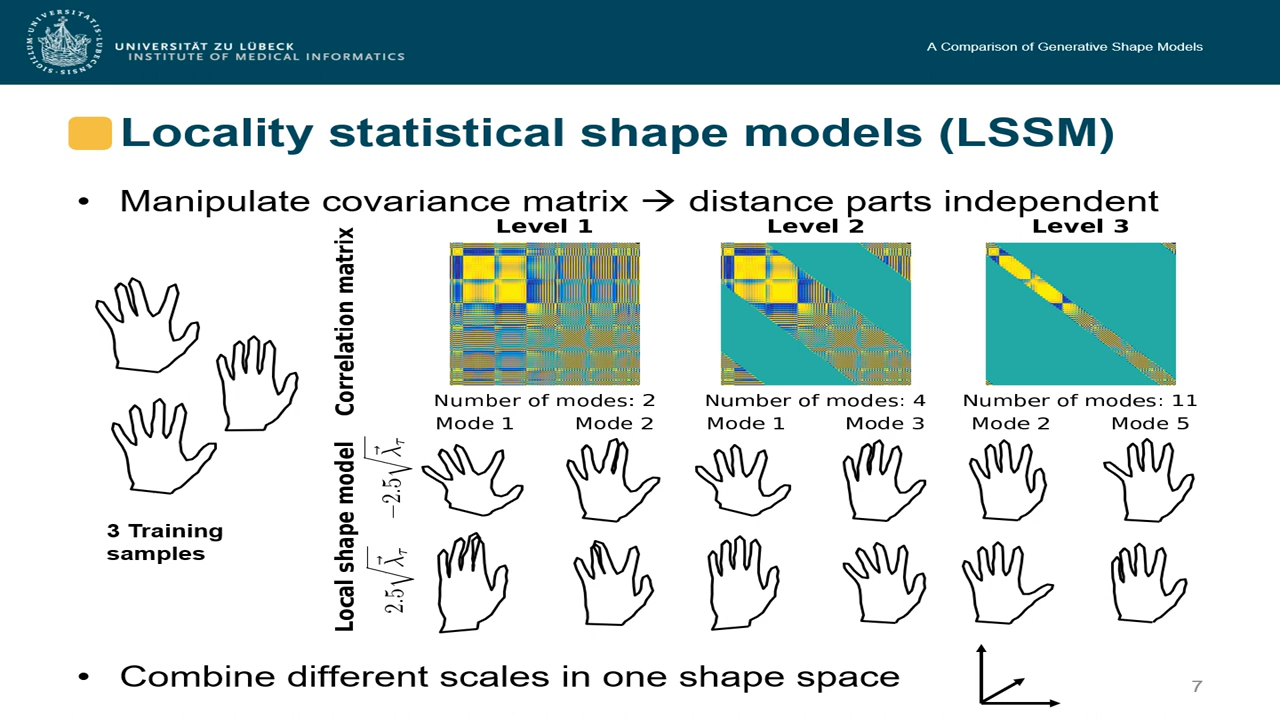 UNIVERSITÄT ZU LÜBECK
INSTITUTE OF MEDICAL INFORMATICS
A Comparison of Generative Shape Models
Locality statistical shape models (LSSM)
• Manipulate covariance matrix → distance parts independent
Level 1
Level 2
Level 3
Correlation matrix
Number of modes: 2
Number of modes: 4
Number of modes: 11
Mode 1
Mode 2
Mode 1
Mode 3
Mode 2
Mode 5
Local shape model
−2.5√λ⃗τ
2.5√λ⃗τ
3 Training
samples
• Combine different scales in one shape space
7